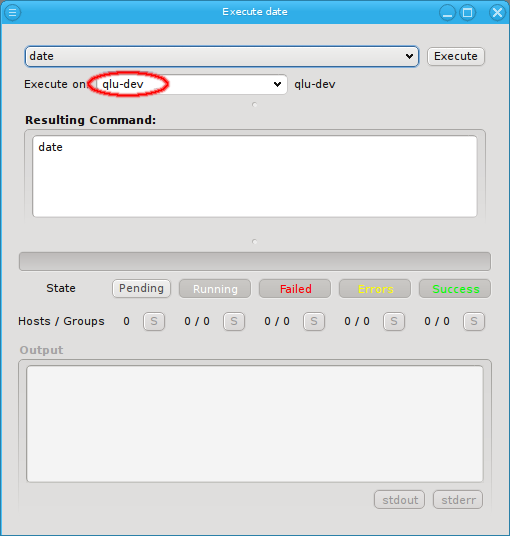 Execute date
date Execute
Execute on: qlu-dev qlu-dev
Resulting Command:
date
State Pending Running Failed Errors Success
Hosts / Groups 0 S 0 / 0 S 0 / 0 S 0 / 0 S 0 / 0 S
Output
stdout stderr